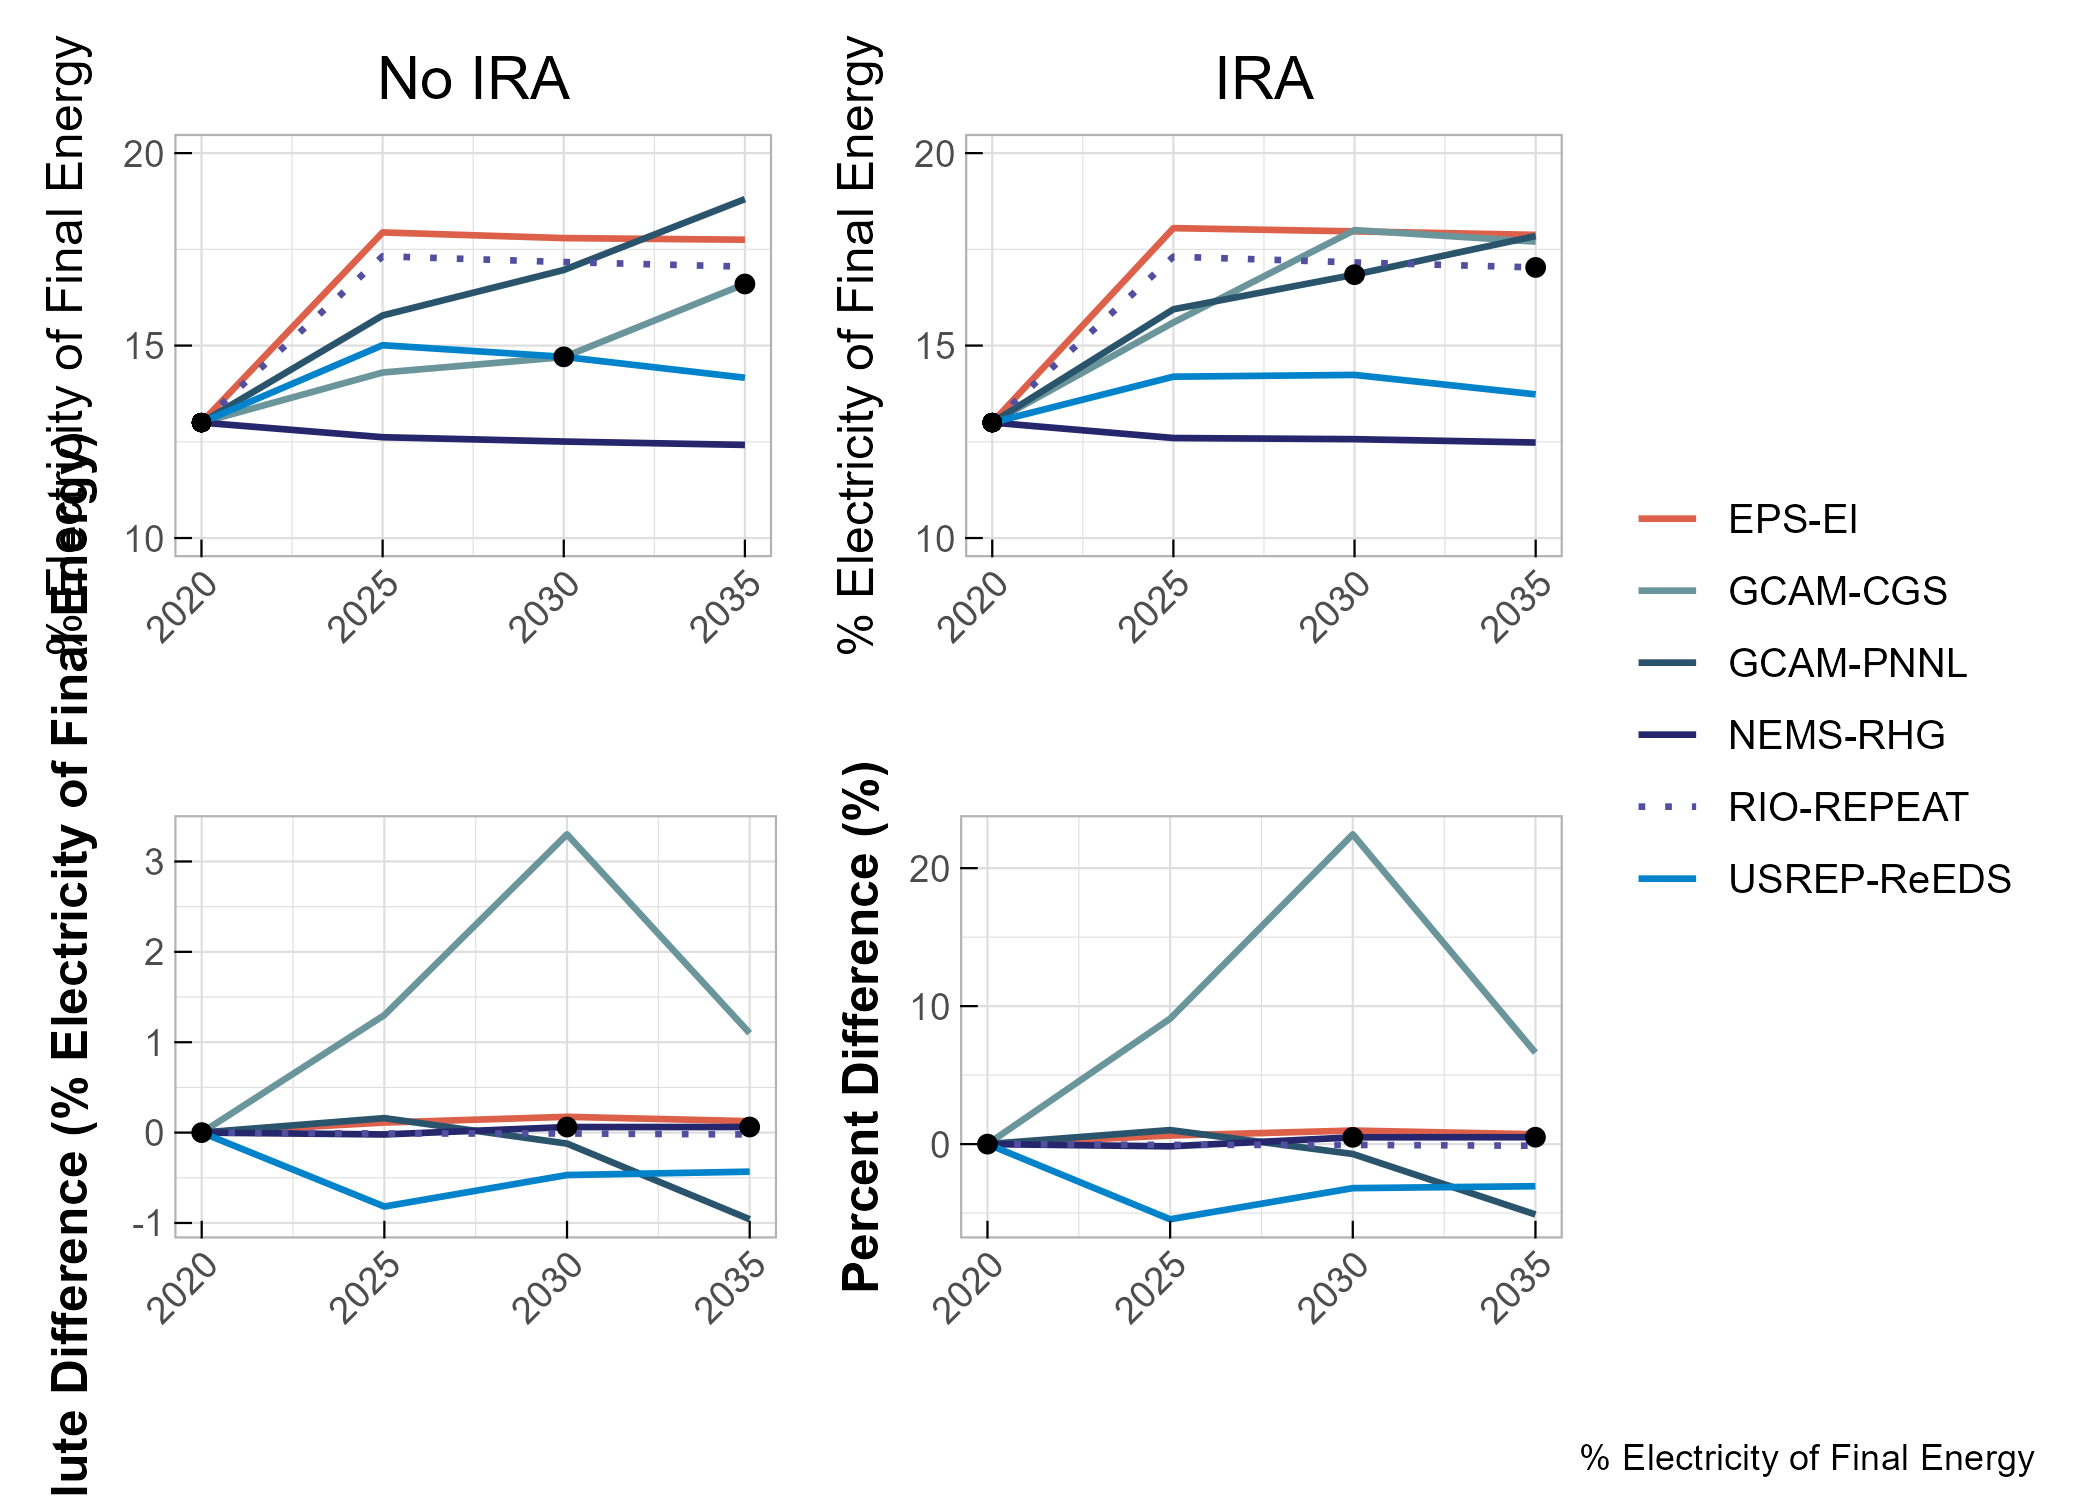 No IRA
IRA
% Electricity of Final Energy
20
15
10
2020
2025
2030
2035
% Electricity of Final Energy
20
15
10
2020
2025
2030
2035
lute Difference (% Electricity of Final Energy)
3
2
1
0
-1
2020
2025
2030
2035
Percent Difference (%)
20
10
0
2020
2025
2030
2035
EPS-EI
GCAM-CGS
GCAM-PNNL
NEMS-RHG
RIO-REPEAT
USREP-ReEDS
% Electricity of Final Energy